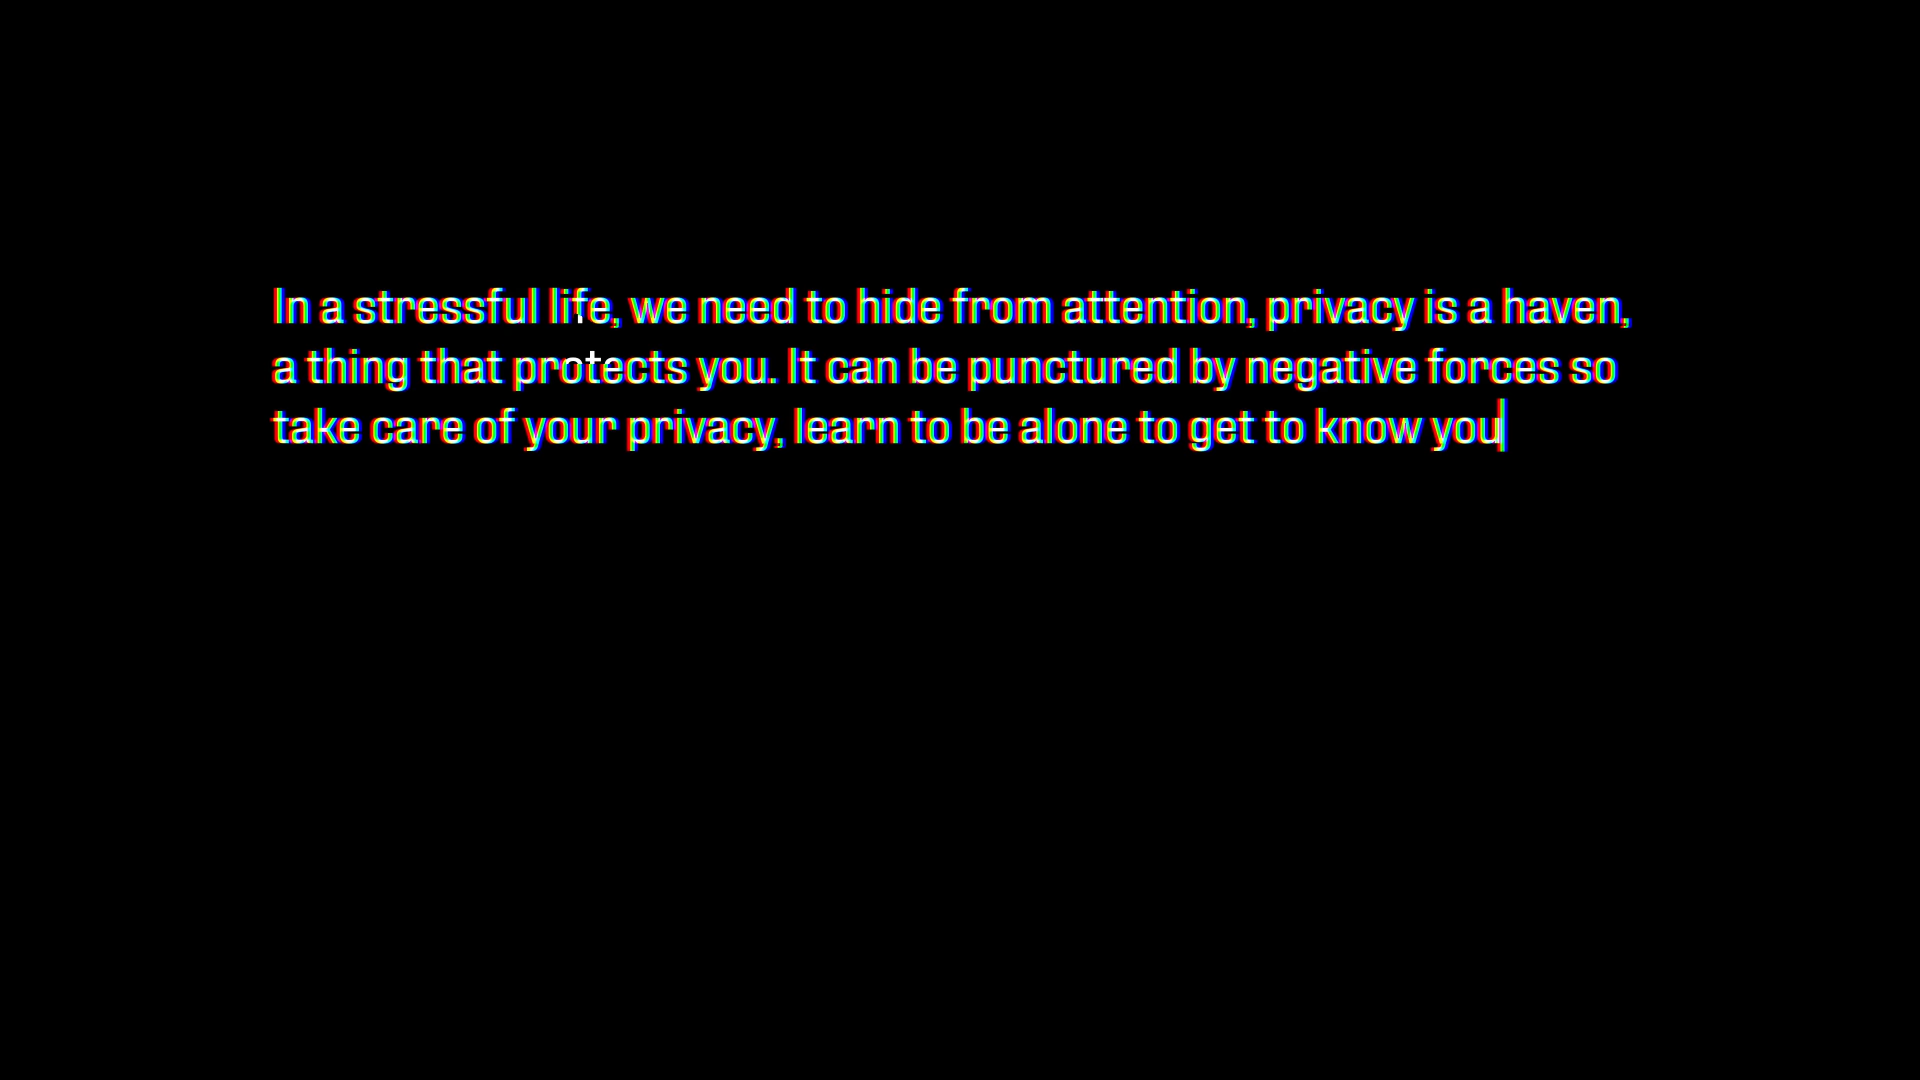 In a stressful life, we need to hide from attention, privacy is a haven,
a thing that protects you. It can be punctured by negative forces so
take care of your privacy, learn to be alone to get to know you